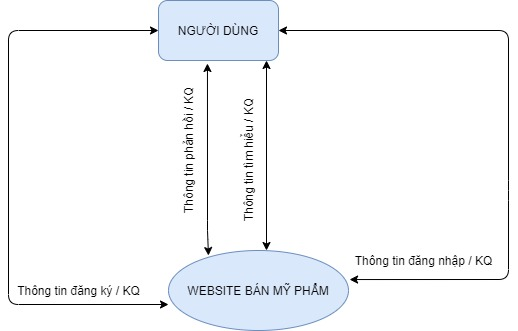 NGƯỜI DÙNG
Thông tin phản hồi / KQ
Thông tin tìm hiểu / KQ
Thông tin đăng nhập / KQ
Thông tin đăng ký / KQ
WEBSITE BÁN MỸ PHẨM